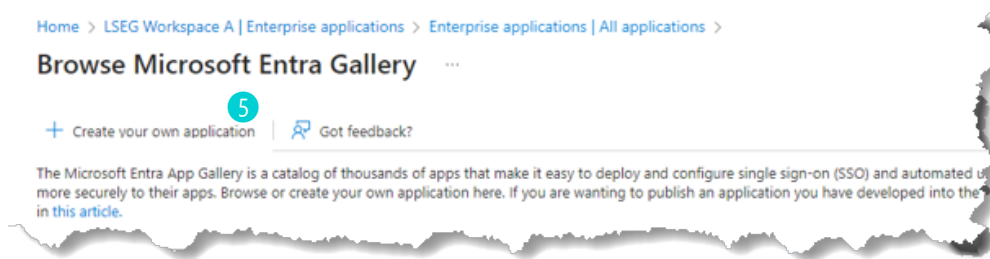 Home > LSEG Workspace A | Enterprise applications > Enterprise applications | All applications >
Browse Microsoft Entra Gallery ...
5
+ Create your own application | Got feedback?
The Microsoft Entra App Gallery is a catalog of thousands of apps that make it easy to deploy and configure single sign-on (SSO) and automated
more securely to their apps. Browse or create your own application here. If you are wanting to publish an application you have developed into the
in this article.